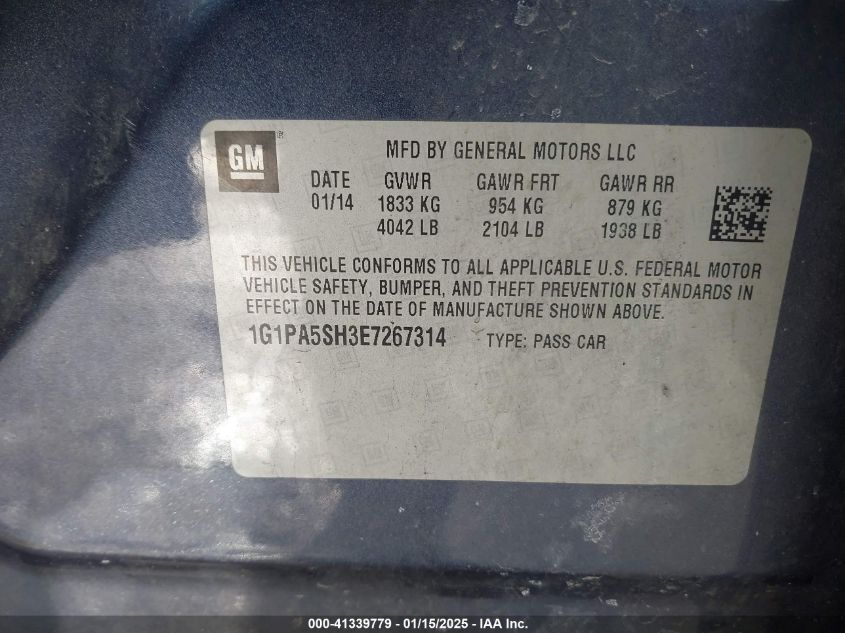 GM
MFD BY GENERAL MOTORS LLC
DATE GVWR GAWR FRT GAWR RR
01/14 1833 KG 954 KG 879 KG
4042 LB 2104 LB 1938 LB
THIS VEHICLE CONFORMS TO ALL APPLICABLE U.S. FEDERAL MOTOR
VEHICLE SAFETY, BUMPER, AND THEFT PREVENTION STANDARDS IN
EFFECT ON THE DATE OF MANUFACTURE SHOWN ABOVE.
1G1PA5SH3E7267314 TYPE: PASS CAR
000-41339779 - 01/15/2025 - IAA Inc.